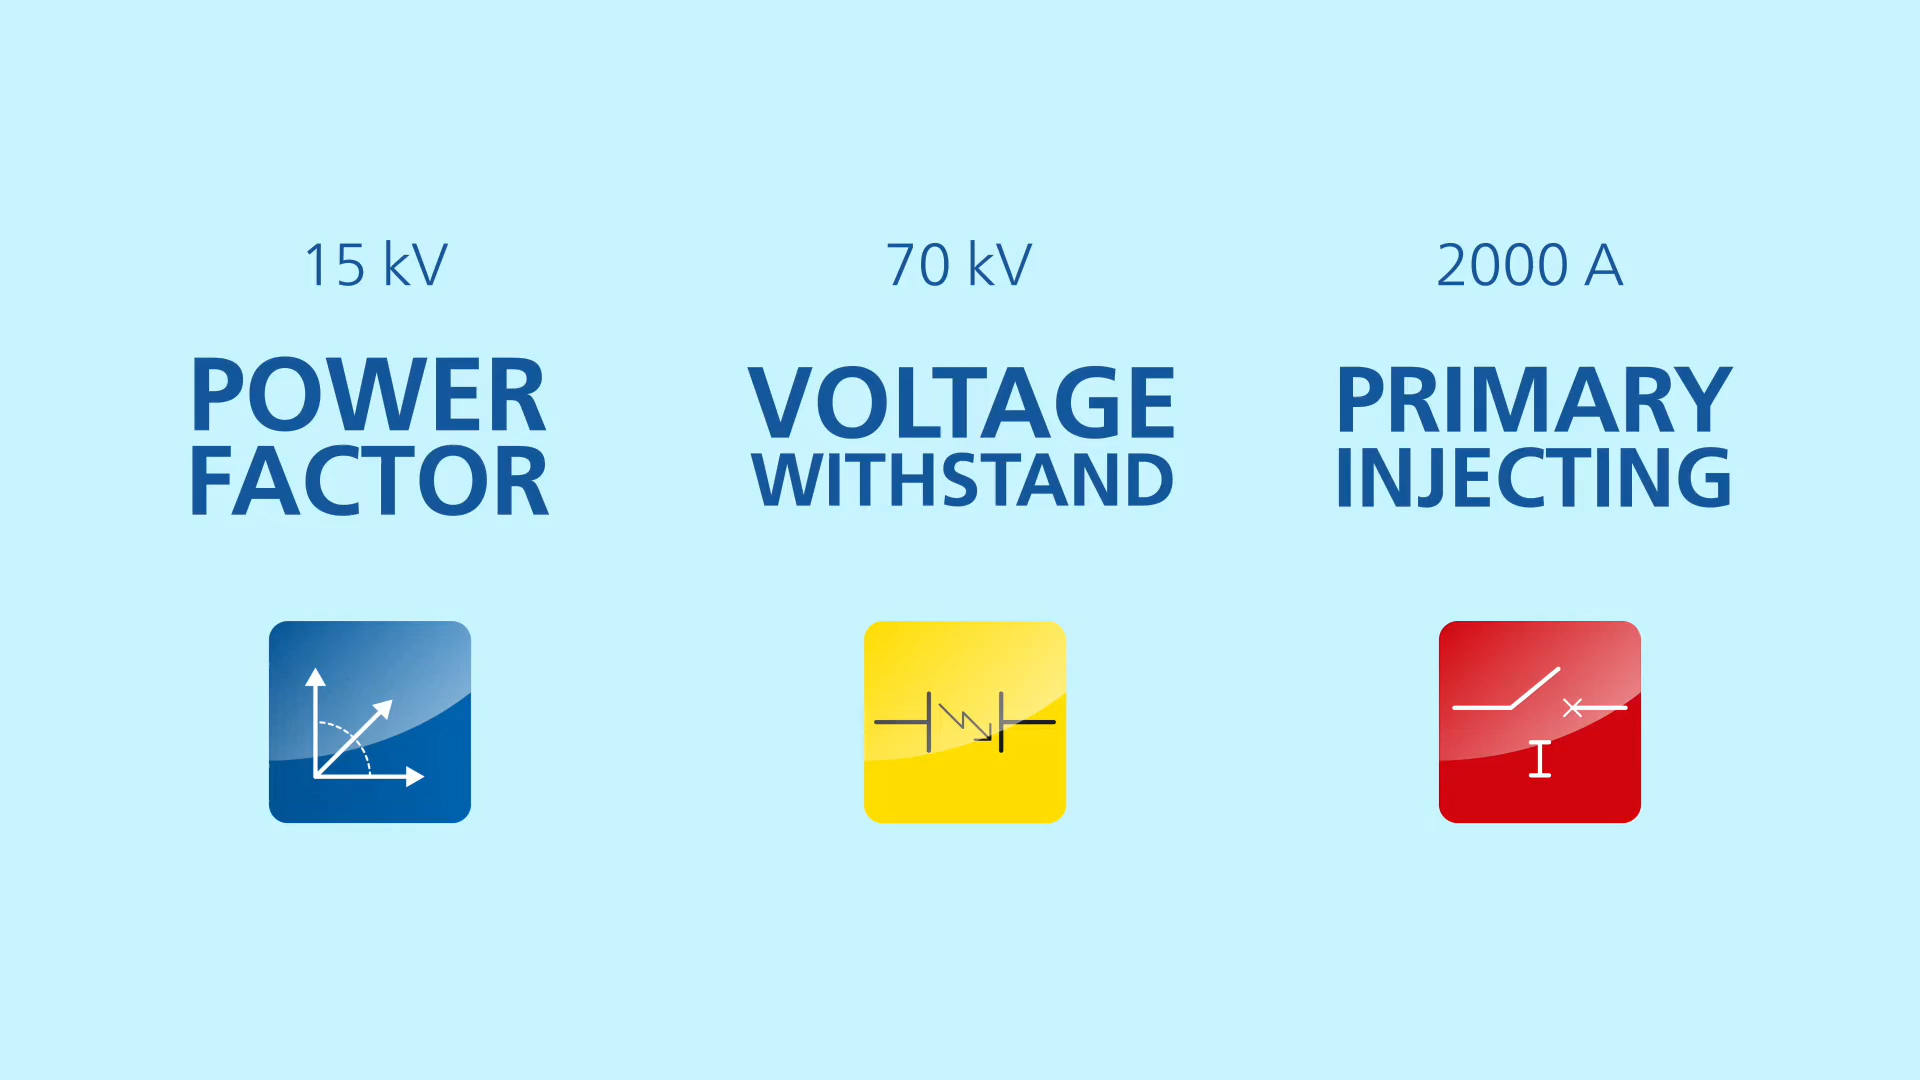 15 kV
POWER
FACTOR
70 kV
VOLTAGE
WITHSTAND
2000 A
PRIMARY
INJECTING
I